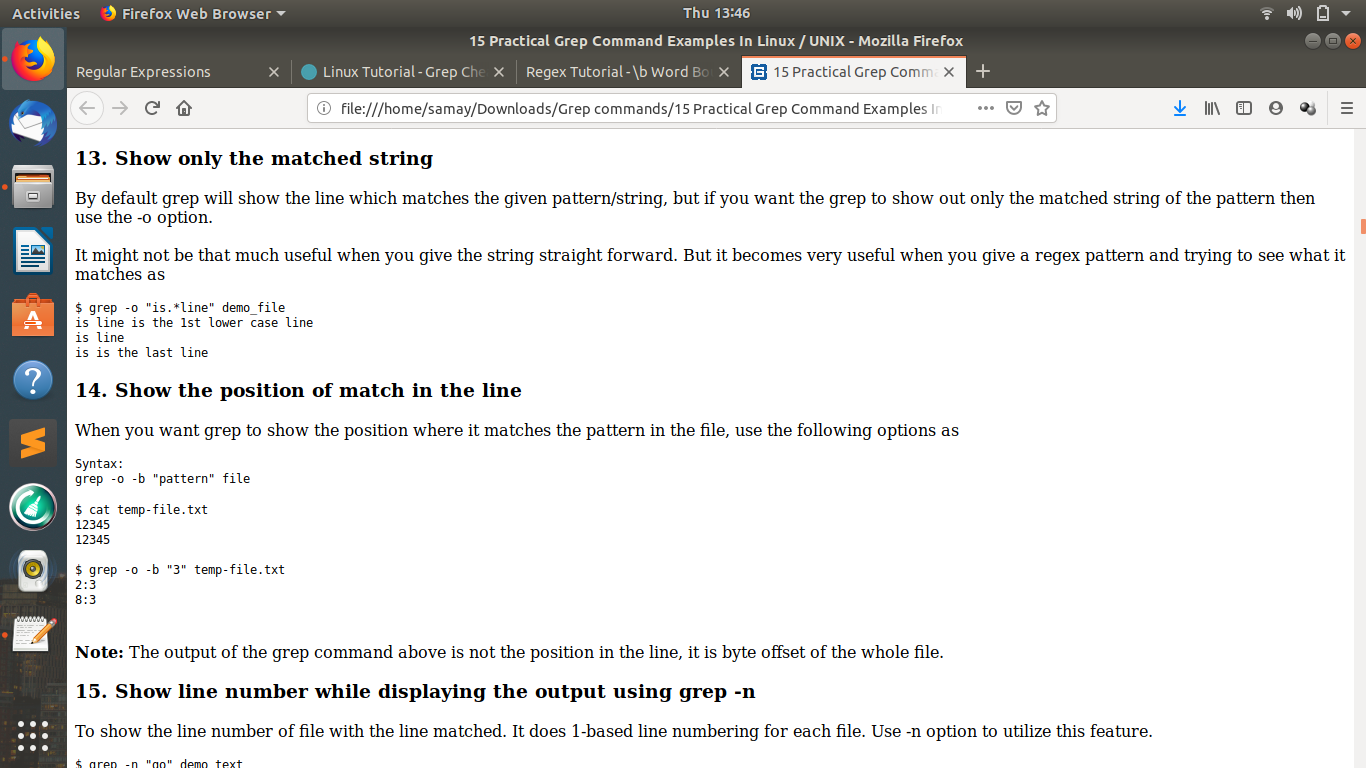 Activities
Firefox Web Browser
Thu 13:46
15 Practical Grep Command Examples In Linux / UNIX - Mozilla Firefox
Regular Expressions
Linux Tutorial - Grep Che
Regex Tutorial - \b Word Bo
15 Practical Grep Comma
file:///home/samay/Downloads/Grep commands/15 Practical Grep Command Examples In
13. Show only the matched string
By default grep will show the line which matches the given pattern/string, but if you want the grep to show out only the matched string of the pattern then
use the -o option.
It might not be that much useful when you give the string straight forward. But it becomes very useful when you give a regex pattern and trying to see what it
matches as
$ grep -o "is.*line" demo_file
is line is the 1st lower case line
is line
is is the last line
14. Show the position of match in the line
When you want grep to show the position where it matches the pattern in the file, use the following options as
Syntax:
grep -o -b "pattern" file
$ cat temp-file.txt
12345
12345
$ grep -o -b "3" temp-file.txt
2:3
8:3
Note: The output of the grep command above is not the position in the line, it is byte offset of the whole file.
15. Show line number while displaying the output using grep -n
To show the line number of file with the line matched. It does 1-based line numbering for each file. Use -n option to utilize this feature.
$ grep -n "go" demo_text